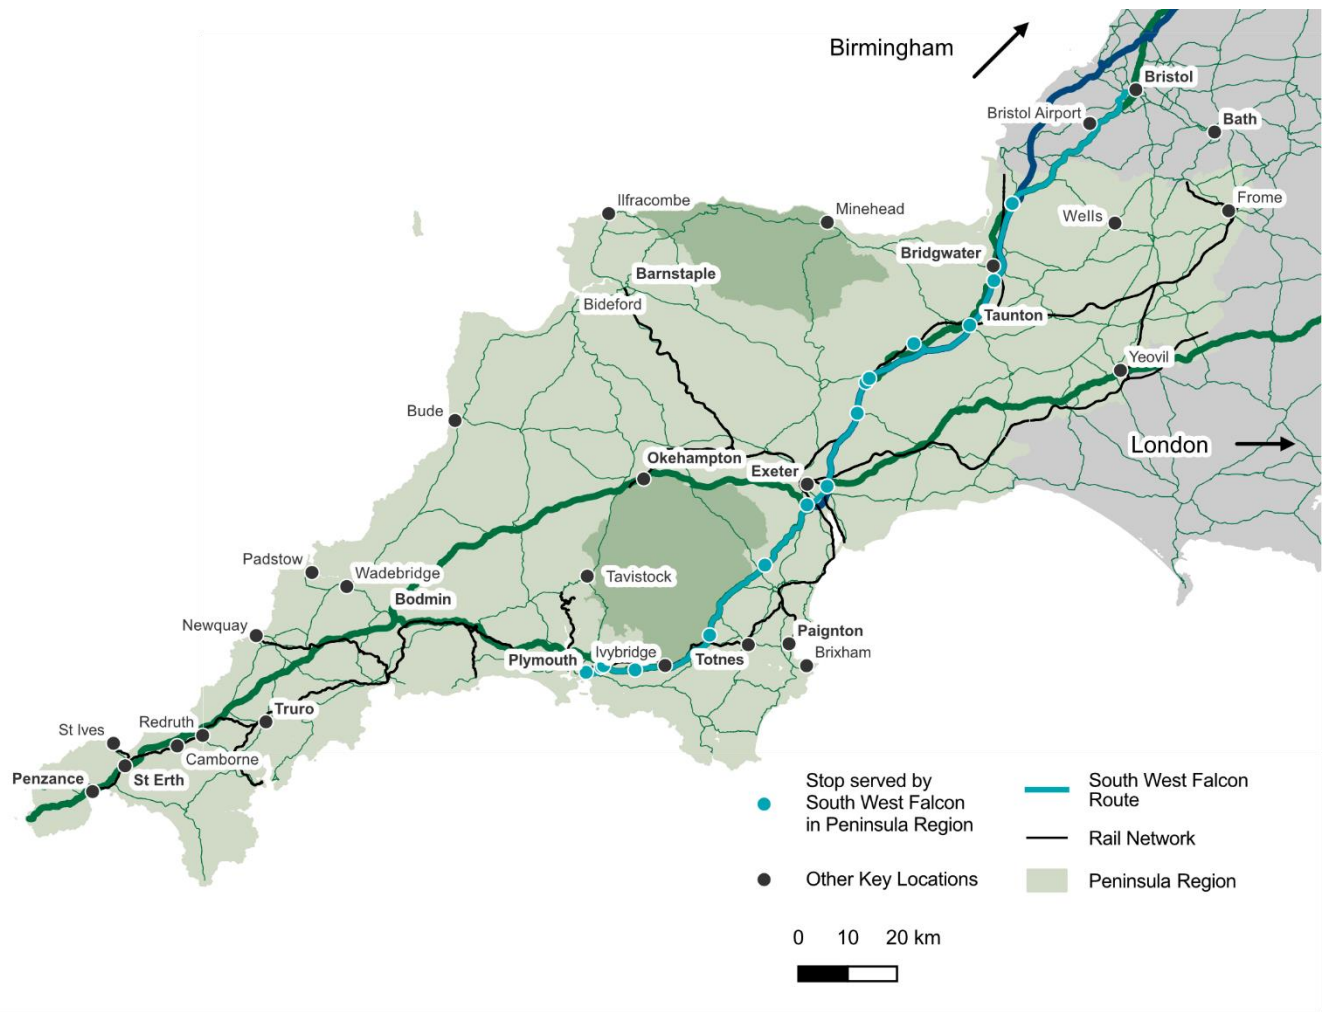 Birmingham
Bristol
Bristol Airport
Bath
Ilfracombe
Minehead
Frome
Wells
Bridgwater
Barnstaple
Bideford
Taunton
Yeovil
Bude
London
Okehampton
Exeter
Padstow
Wadebridge
Tavistock
Bodmin
Newquay
Paignton
Ivybridge
Brixham
Plymouth
Totnes
Truro
Redruth
St Ives
Camborne
Penzance
St Erth
Stop served by
South West Falcon
in Peninsula Region
South West Falcon
Route
Rail Network
Other Key Locations
Peninsula Region
0 10 20 km